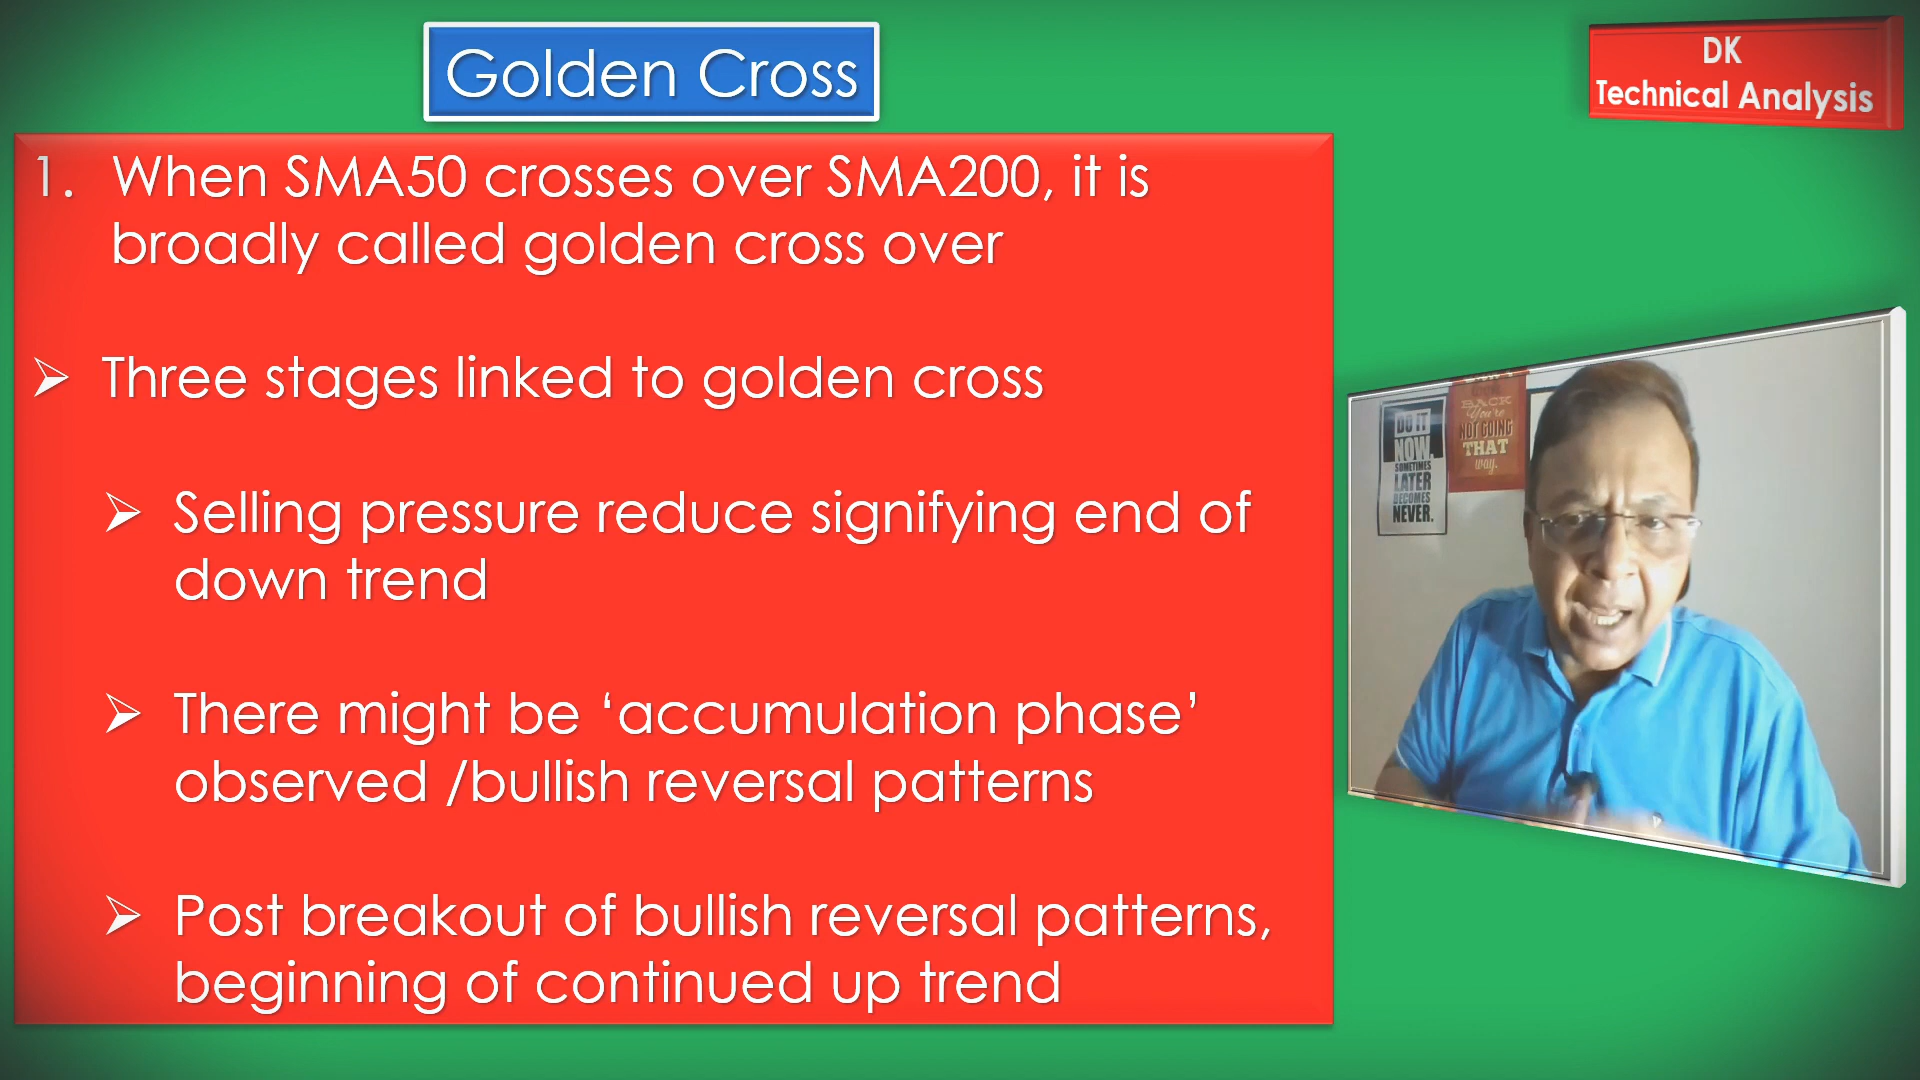 Golden Cross
DK
Technical Analysis
1. When SMA50 crosses over SMA200, it is
broadly called golden cross over
➢ Three stages linked to golden cross
➢ Selling pressure reduce signifying end of
down trend
➢ There might be ‘accumulation phase’
observed /bullish reversal patterns
➢ Post breakout of bullish reversal patterns,
beginning of continued up trend
DO IT
NOW.
SOMETIMES
LATER
BECOMES
NEVER.
BACK
You're
NOT GOING
THAT
way.